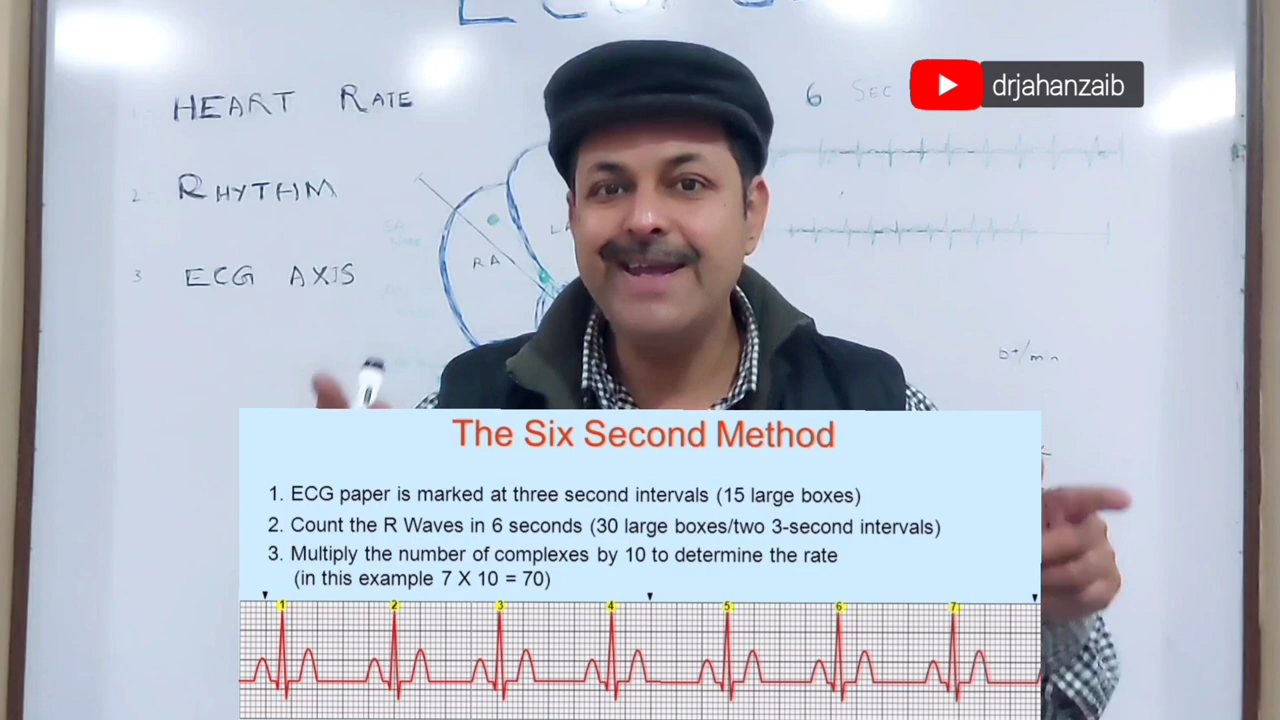 HEART RATE
6 SEC
drjahanzaib
2 RHYTHM
RA
3 ECG AXIS
The Six Second Method
1. ECG paper is marked at three second intervals (15 large boxes)
2. Count the R Waves in 6 seconds (30 large boxes/two 3-second intervals)
3. Multiply the number of complexes by 10 to determine the rate
(in this example 7 X 10 = 70)
1 2 3 4 5 6 7